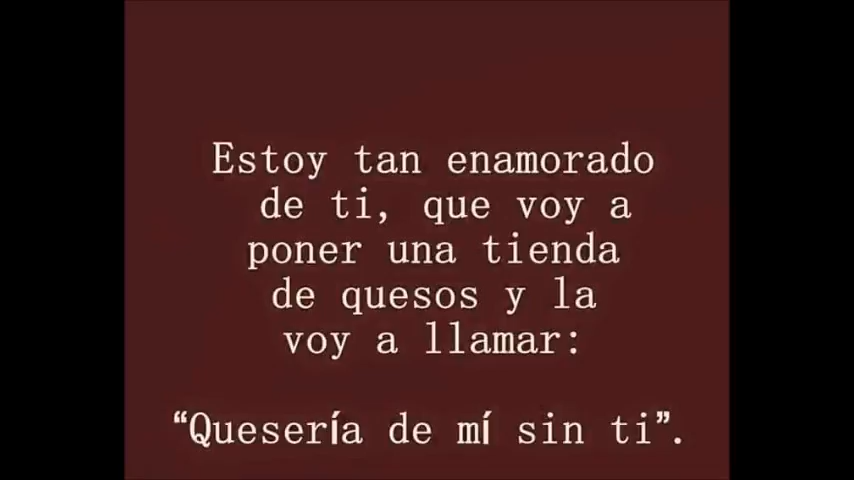 Estoy tan enamorado
de ti, que voy a
poner una tienda
de quesos y la
voy a llamar:
“Quesería de mí sin ti”.